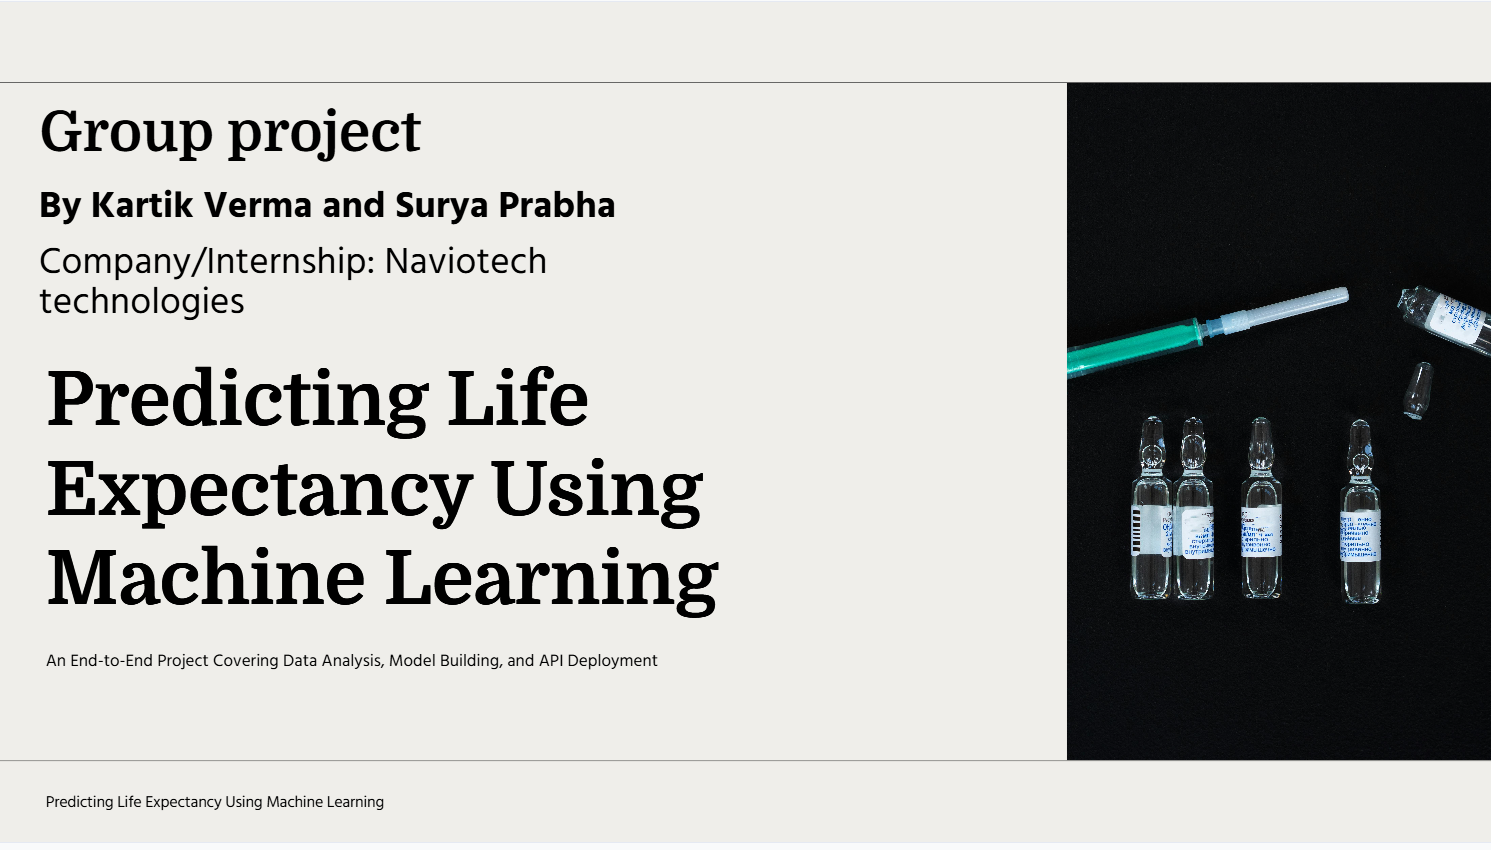 Group project
By Kartik Verma and Surya Prabha
Company/Internship: Naviotech
technologies
Predicting Life
Expectancy Using
Machine Learning
An End-to-End Project Covering Data Analysis, Model Building, and API Deployment
Predicting Life Expectancy Using Machine Learning